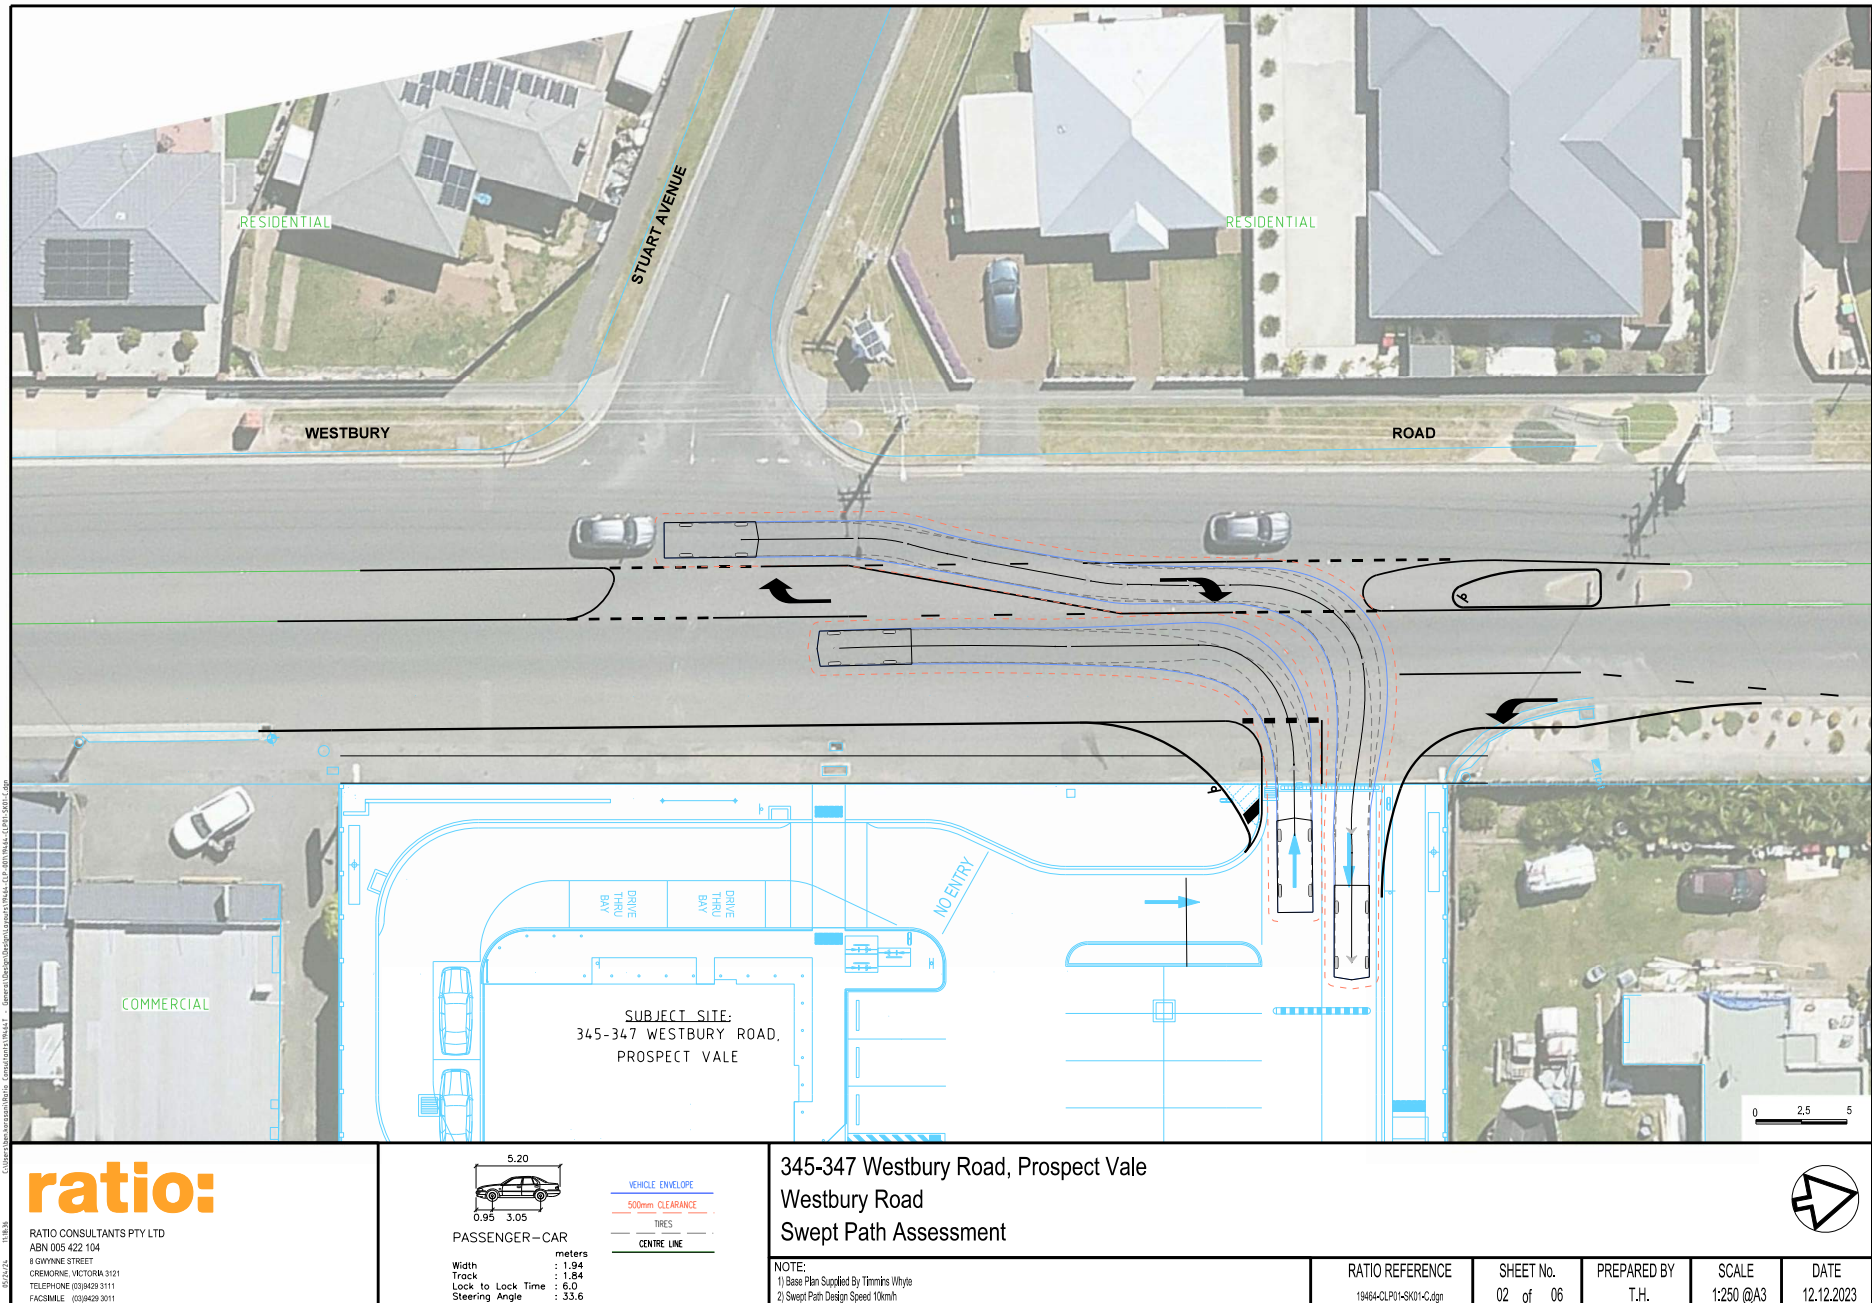 STUART AVENUE
RESIDENTIAL
RESIDENTIAL
WESTBURY
ROAD
NO ENTRY
DRIVE
THRU
BAY
DRIVE
THRU
BAY
COMMERCIAL
SUBJECT SITE:
345-347 WESTBURY ROAD,
PROSPECT VALE
0 2,5 5
ratio:
RATIO CONSULTANTS PTY LTD
ABN 005 422 104
8 GWYNNE STREET
CREMORNE, VICTORIA 3121
TELEPHONE (03)9429 3111
FACSIMILE (03)9429 3011
5.20
0.95 3.05
PASSENGER-CAR
meters
Width : 1.94
Track : 1.84
Lock to Lock Time : 6.0
Steering Angle : 33.6
VEHICLE ENVELOPE
500mm CLEARANCE
TIRES
CENTRE LINE
345-347 Westbury Road, Prospect Vale
Westbury Road
Swept Path Assessment
NOTE:
1) Base Plan Supplied By Timmins Whyte
2) Swept Path Design Speed 10km/h
RATIO REFERENCE
19464-CLP01-SK01-C.dgn
SHEET No.
02 of 06
PREPARED BY
T.H.
SCALE
1:250 @A3
DATE
12.12.2023